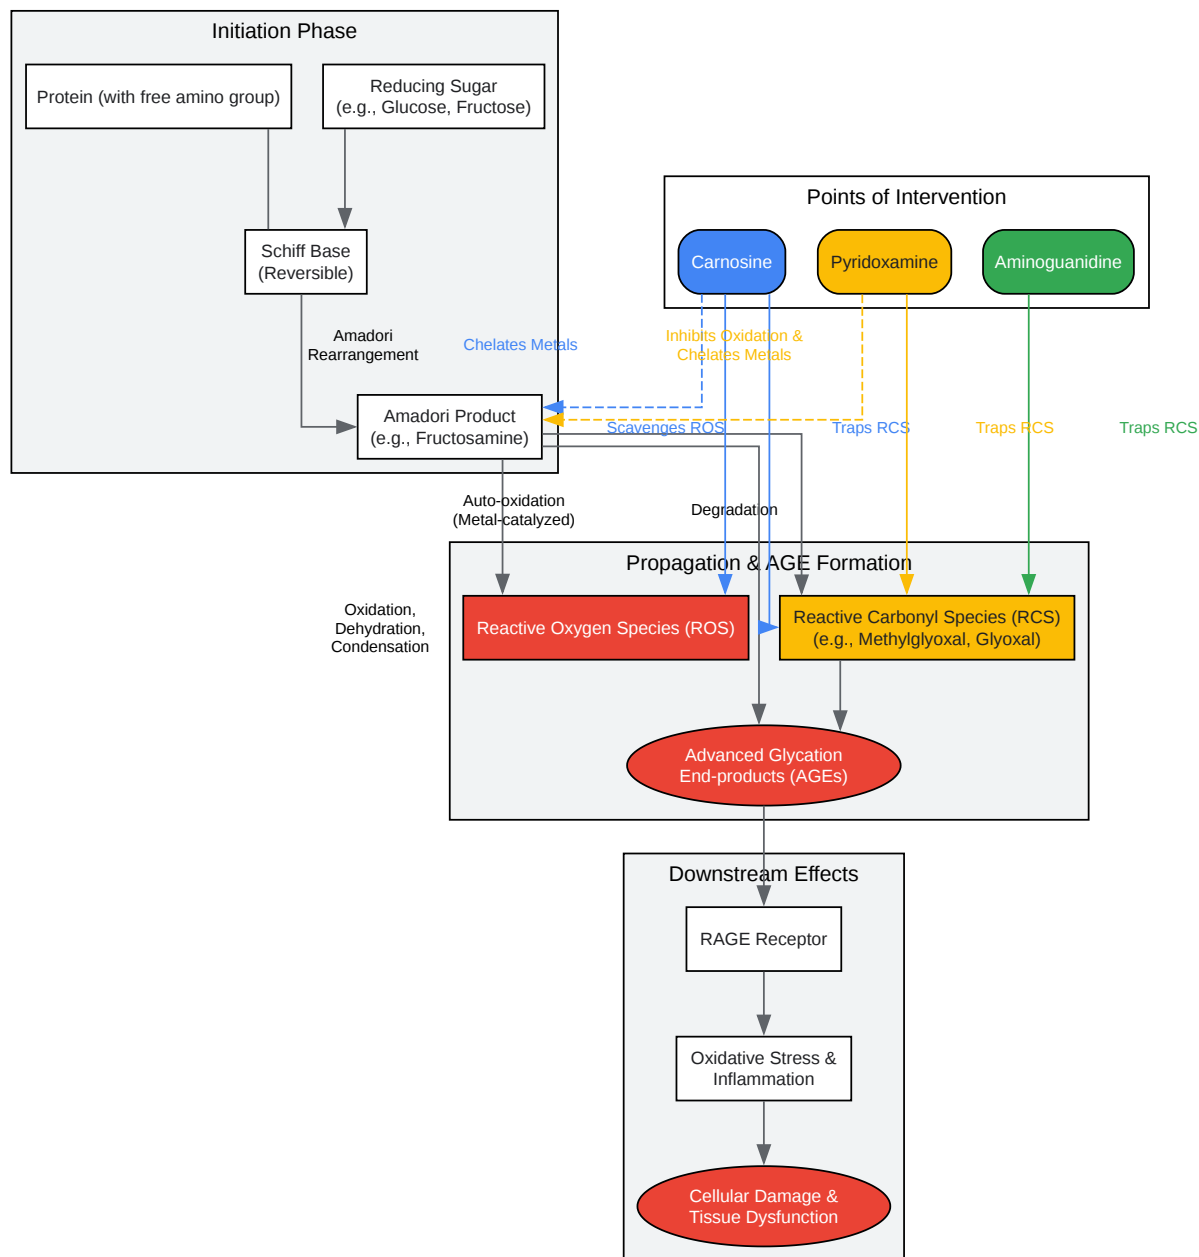 Initiation Phase
Protein (with free amino group)
Reducing Sugar
(e.g., Glucose, Fructose)
Points of Intervention
Carnosine
Pyridoxamine
Aminoguanidine
Schiff Base
(Reversible)
Amadori
Rearrangement
Chelates Metals
Inhibits Oxidation &
Chelates Metals
Amadori Product
(e.g., Fructosamine)
Scavenges ROS
Traps RCS
Traps RCS
Traps RCS
Auto-oxidation
(Metal-catalyzed)
Degradation
Propagation & AGE Formation
Oxidation,
Dehydration,
Condensation
Reactive Oxygen Species (ROS)
Reactive Carbonyl Species (RCS)
(e.g., Methylglyoxal, Glyoxal)
Advanced Glycation
End-products (AGEs)
Downstream Effects
RAGE Receptor
Oxidative Stress &
Inflammation
Cellular Damage &
Tissue Dysfunction